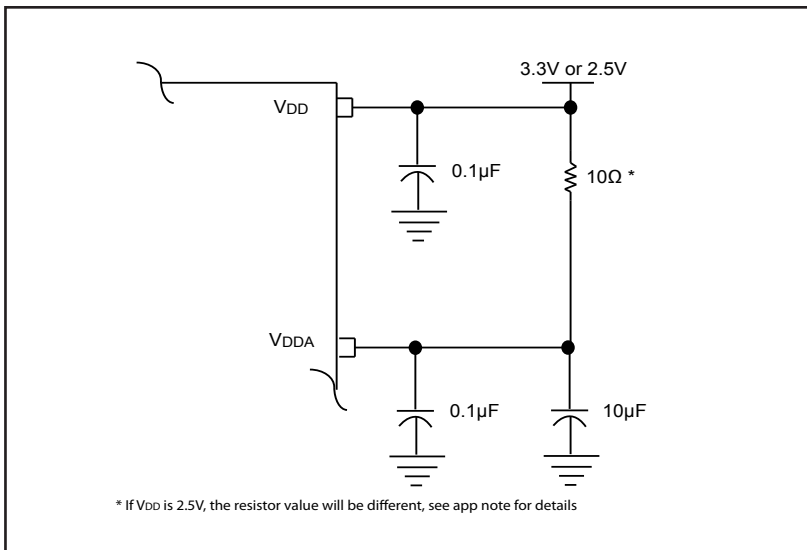 3.3V or 2.5V
VDD
0.1µF
10Ω *
VDDA
0.1µF
10µF
* If VDD is 2.5V, the resistor value will be different, see app note for details